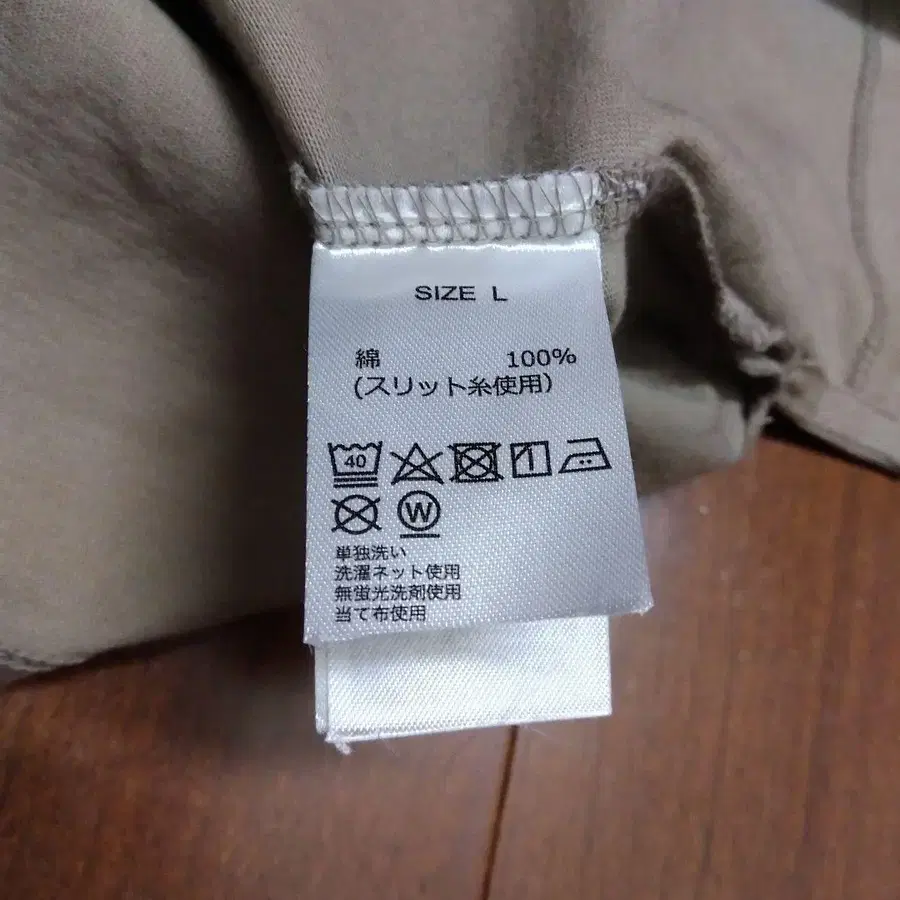 SIZE L
綿 100%
(スリット糸使用)
40
W
単独洗い
洗濯ネット使用
無蛍光洗剤使用
当て布使用